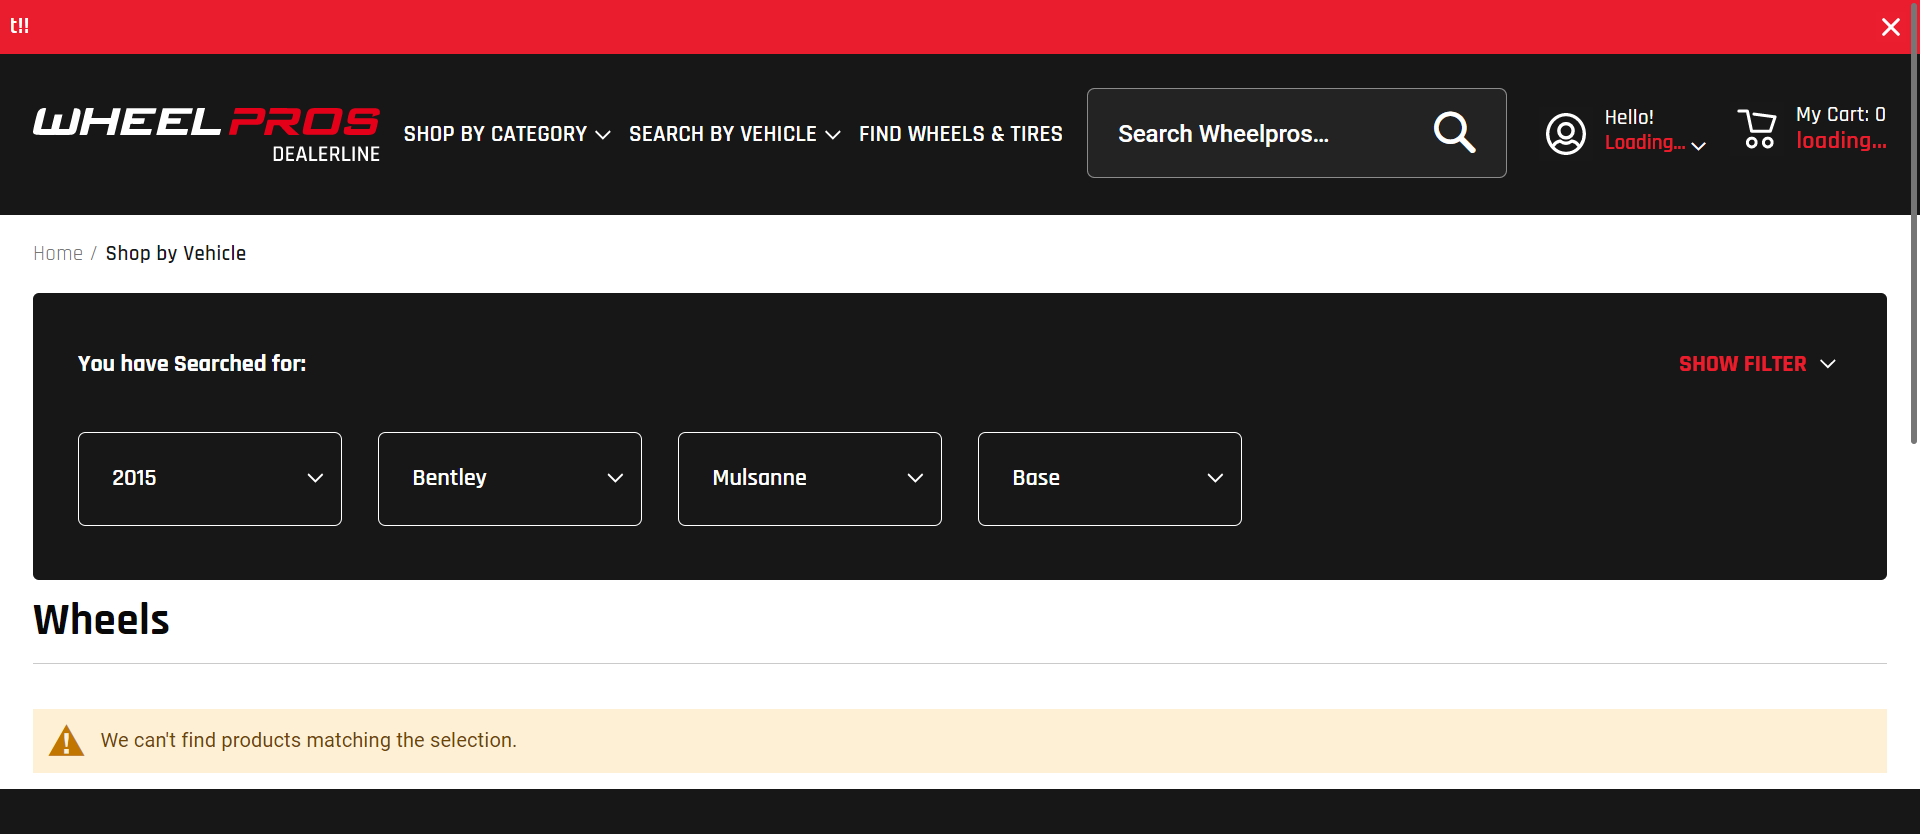 t!!
WHEEL PROS
DEALERLINE
SHOP BY CATEGORY
SEARCH BY VEHICLE
FIND WHEELS & TIRES
Search Wheelpros...
Hello!
Loading...
My Cart: 0
loading...
Home / Shop by Vehicle
You have Searched for:
SHOW FILTER
2015
Bentley
Mulsanne
Base
Wheels
We can't find products matching the selection.